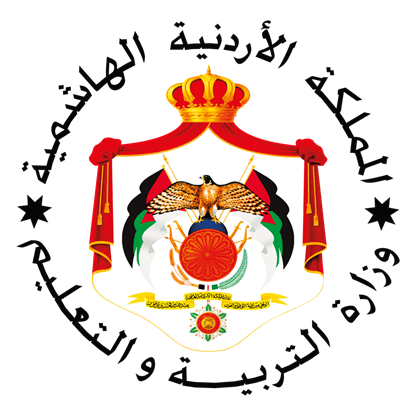 المملكة الأردنية الهاشمية
وزارة التربية والتعليم